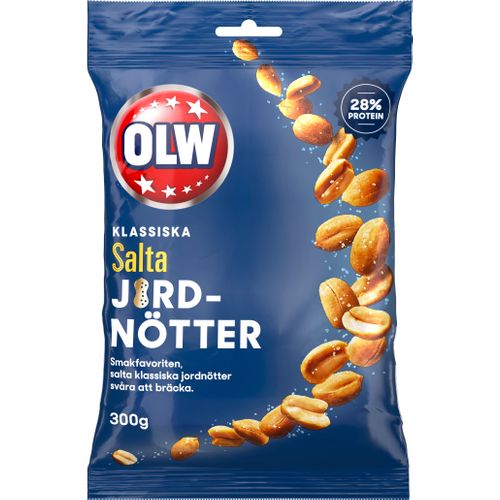 OLW
28%
PROTEIN
KLASSISKA
Salta
JORD-
NÖTTER
Smakfavoriten,
salta klassiska jordnötter
svåra att bräcka.
300g